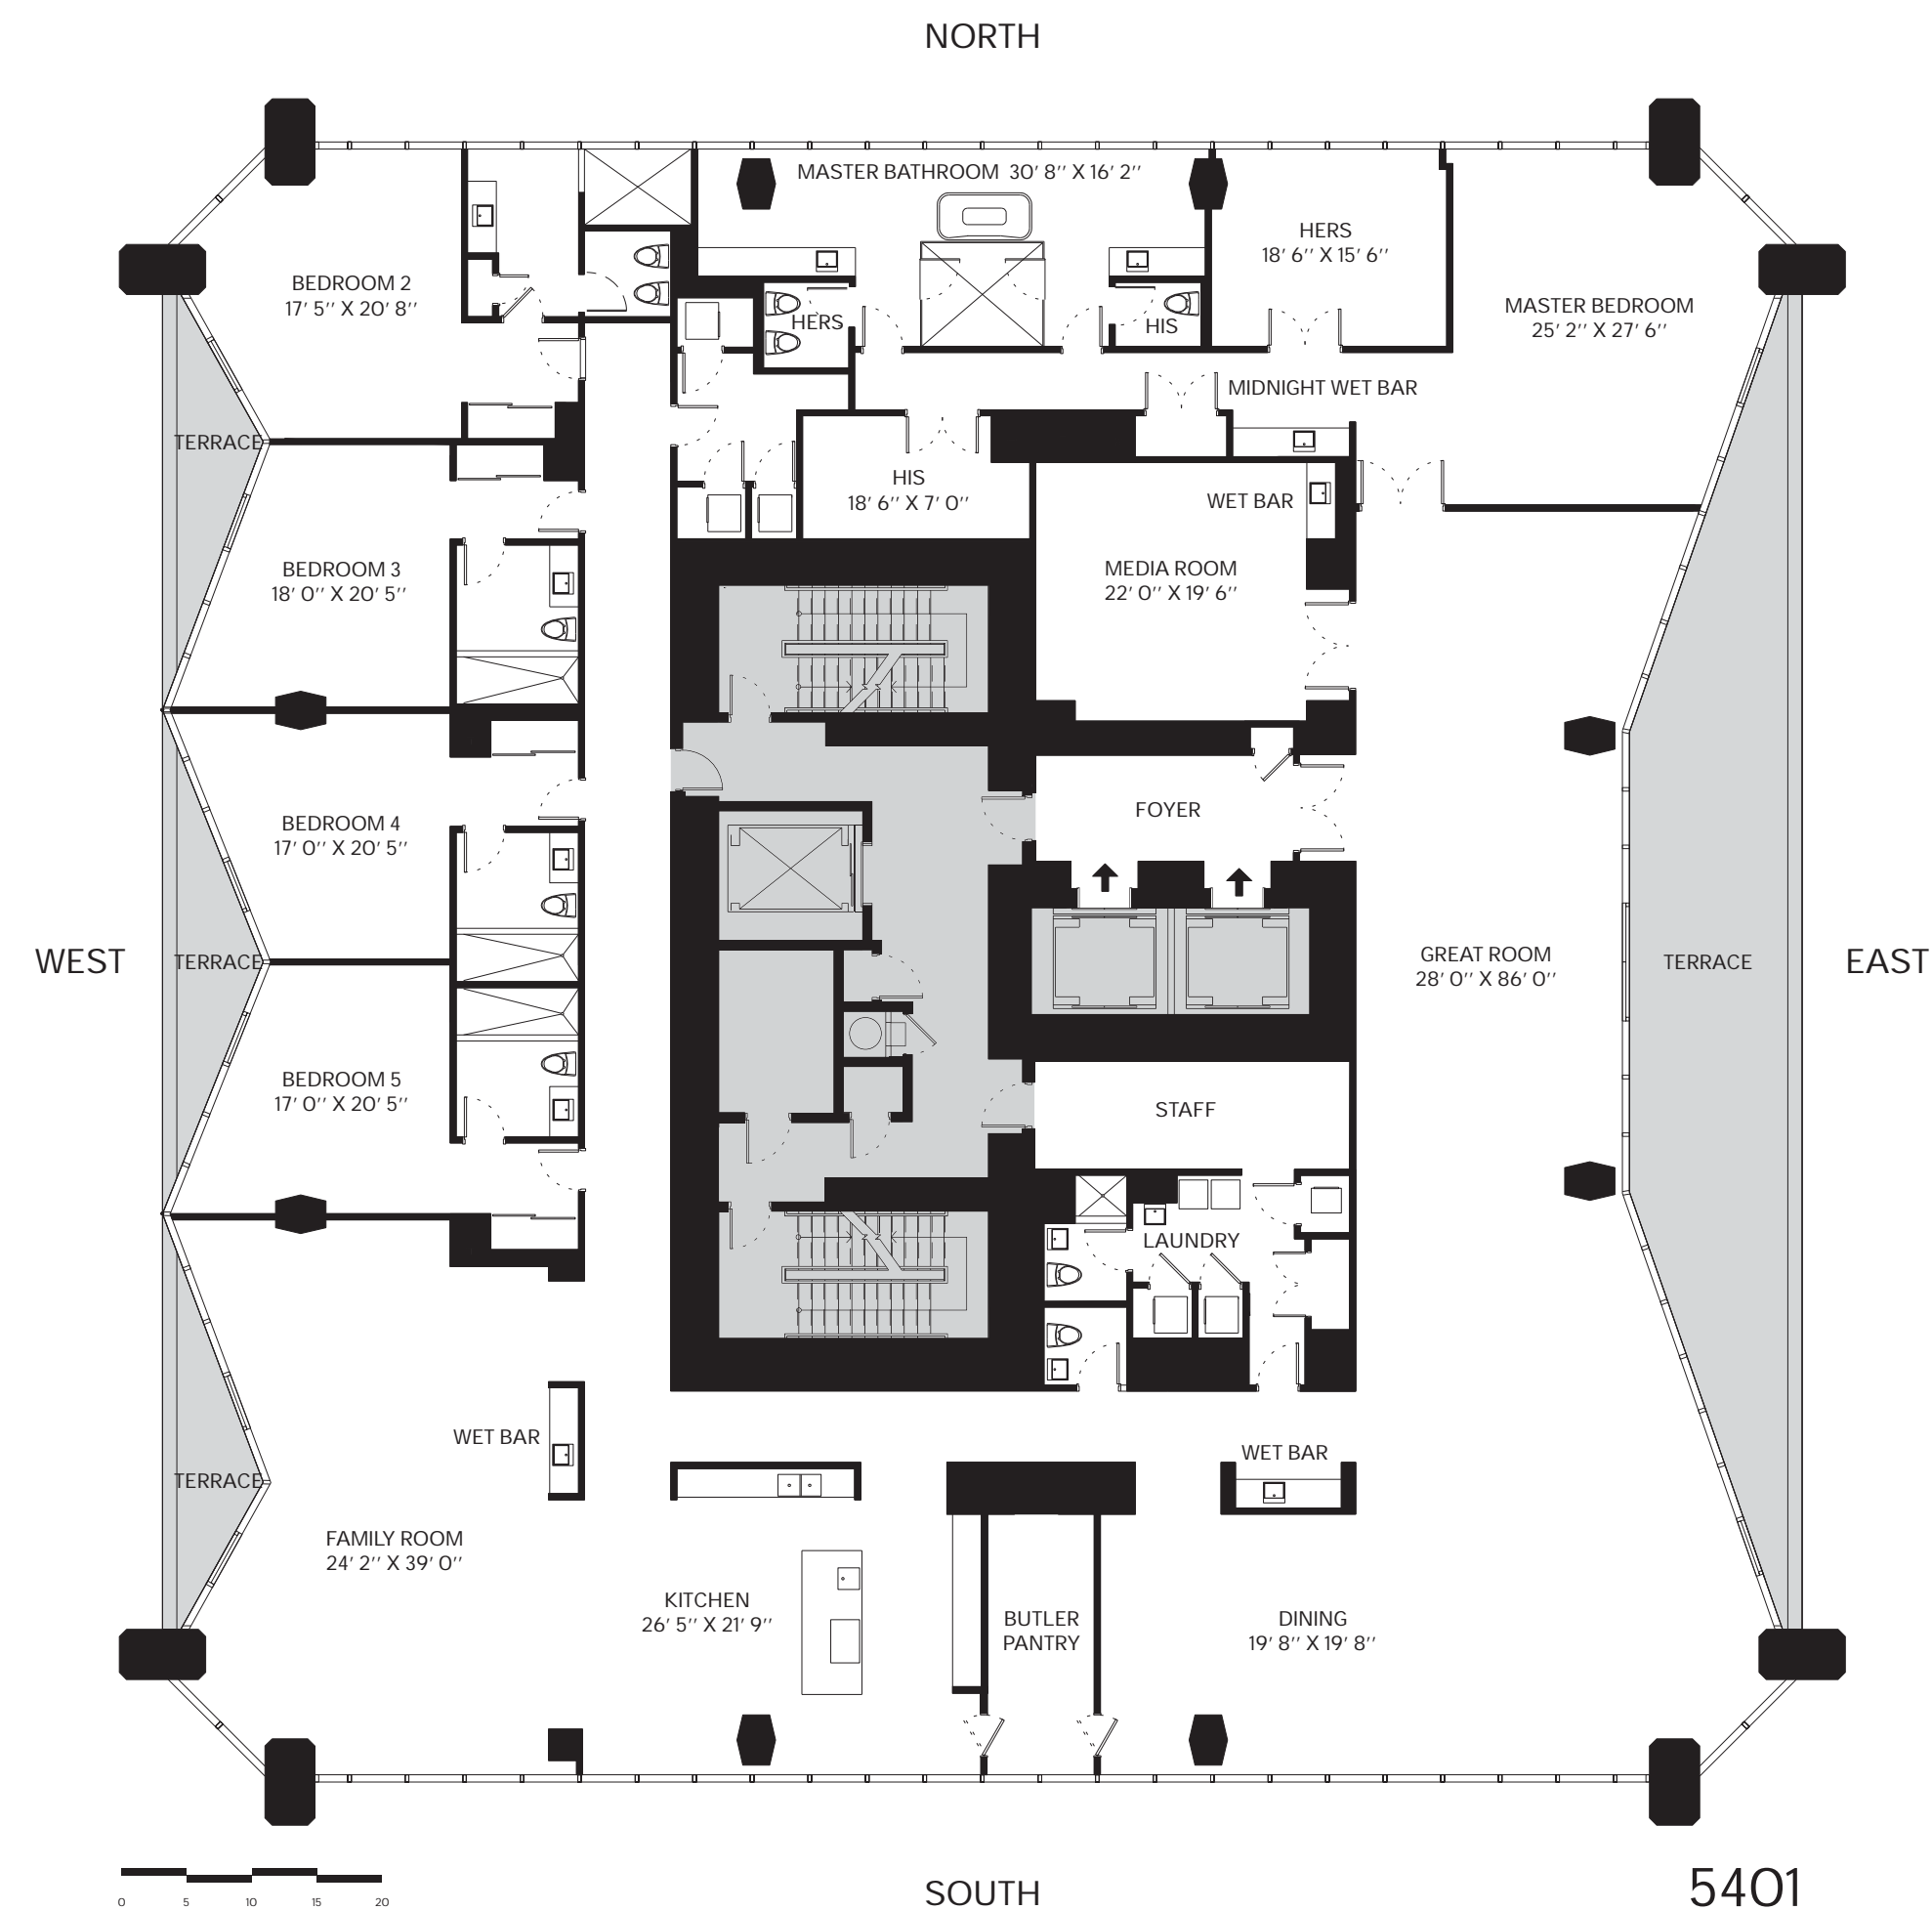 NORTH
MASTER BATHROOM 30' 8'' X 16' 2''
HERS
18' 6'' X 15' 6''
BEDROOM 2
17' 5'' X 20' 8''
MASTER BEDROOM
25' 2'' X 27' 6''
HERS
HIS
MIDNIGHT WET BAR
TERRACE
HIS
18' 6'' X 7' 0''
WET BAR
BEDROOM 3
18' 0'' X 20' 5''
MEDIA ROOM
22' 0'' X 19' 6''
BEDROOM 4
17' 0'' X 20' 5''
FOYER
WEST
TERRACE
GREAT ROOM
28' 0'' X 86' 0''
TERRACE
EAST
BEDROOM 5
17' 0'' X 20' 5''
STAFF
LAUNDRY
WET BAR
WET BAR
TERRACE
FAMILY ROOM
24' 2'' X 39' 0''
KITCHEN
26' 5'' X 21' 9''
BUTLER
PANTRY
DINING
19' 8'' X 19' 8''
0 5 10 15 20
SOUTH
5401